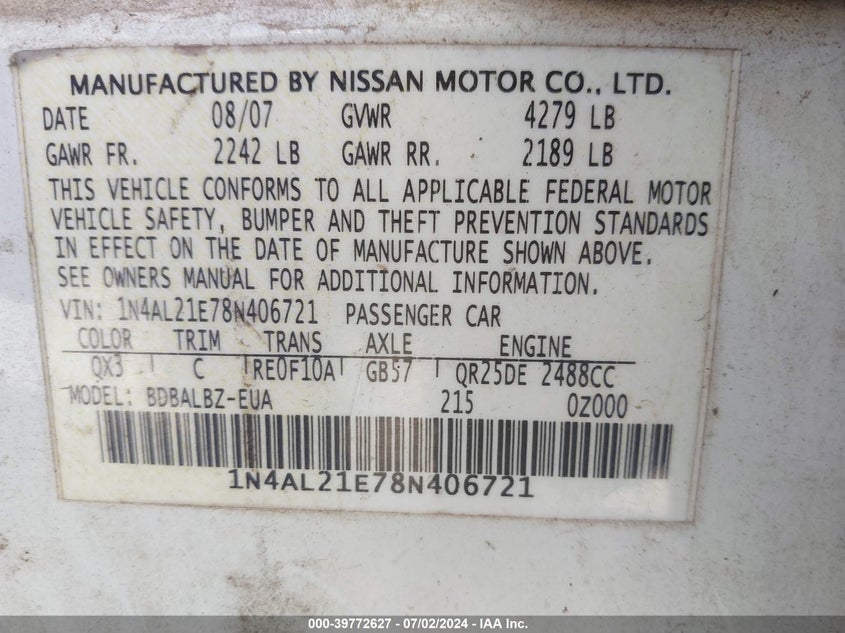 MANUFACTURED BY NISSAN MOTOR CO., LTD.
DATE 08/07 GVWR 4279 LB
GAWR FR. 2242 LB GAWR RR. 2189 LB
THIS VEHICLE CONFORMS TO ALL APPLICABLE FEDERAL MOTOR
VEHICLE SAFETY, BUMPER AND THEFT PREVENTION STANDARDS
IN EFFECT ON THE DATE OF MANUFACTURE SHOWN ABOVE.
SEE OWNERS MANUAL FOR ADDITIONAL INFORMATION.
VIN: 1N4AL21E78N406721 PASSENGER CAR
COLOR TRIM TRANS AXLE ENGINE
QX3 C RE0F10A GB57 QR25DE 2488CC
MODEL: BDBALBZ-EUA 215 0Z000
1N4AL21E78N406721
000-39772627 - 07/02/2024 - IAA Inc.